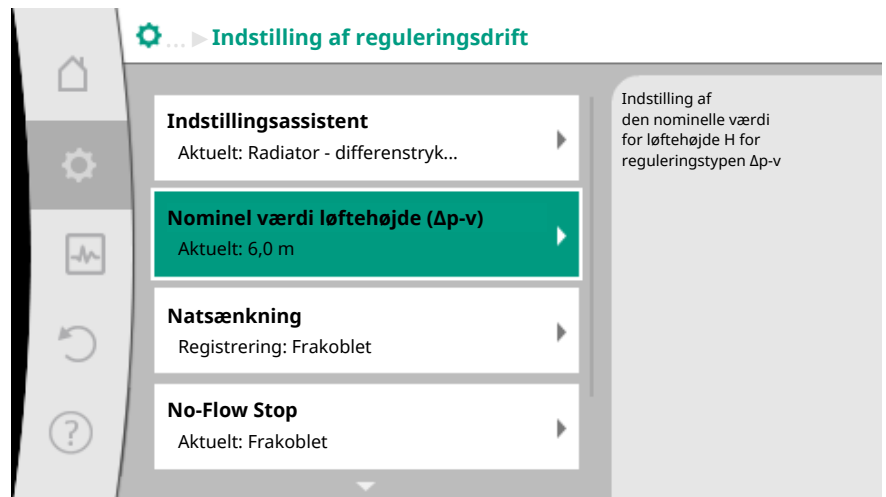 ... ▶ Indstilling af reguleringsdrift
Indstillingsassistent
Aktuelt: Radiator - differenstryk...
Nominel værdi løftehøjde (Δp-v)
Aktuelt: 6,0 m
Natsænkning
Registrering: Frakoblet
No-Flow Stop
Aktuelt: Frakoblet
Indstilling af
den nominelle værdi
for løftehøjde H for
reguleringstypen Δp-v
?